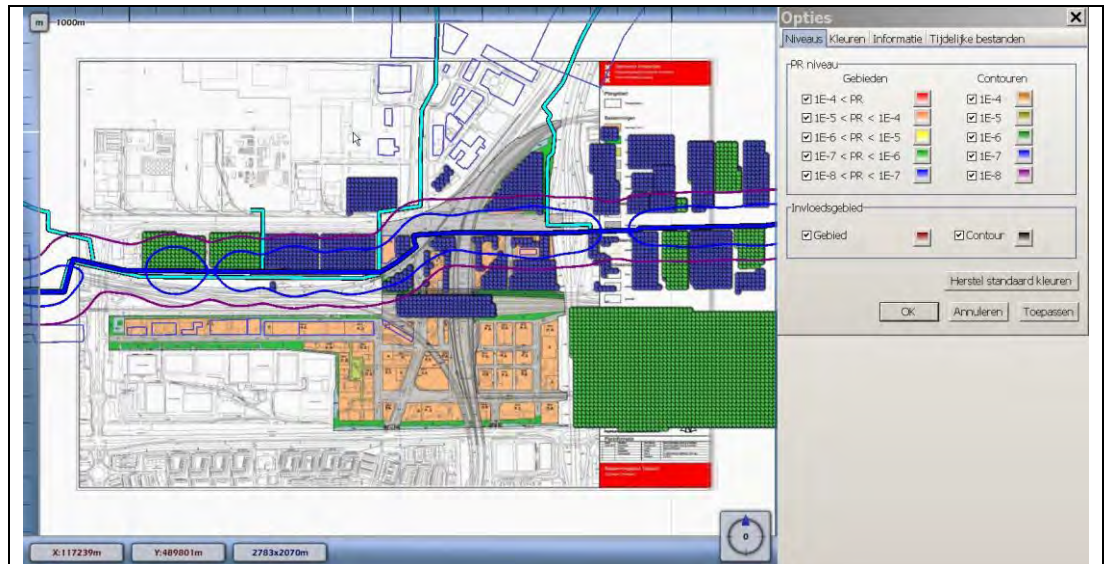 m 1000m
Opties
Niveaus Kleuren Informatie Tijdelijke bestanden
PR niveau
Gebieden Contouren
1E-4 < PR 1E-4
1E-5 < PR < 1E-4 1E-5
1E-6 < PR < 1E-5 1E-6
1E-7 < PR < 1E-6 1E-7
1E-8 < PR < 1E-7 1E-8
Invloedsgebied
Gebied Contour
Herstel standaard kleuren
OK Annuleren Toepassen
X:117239m Y:489801m 2783x2070m
0